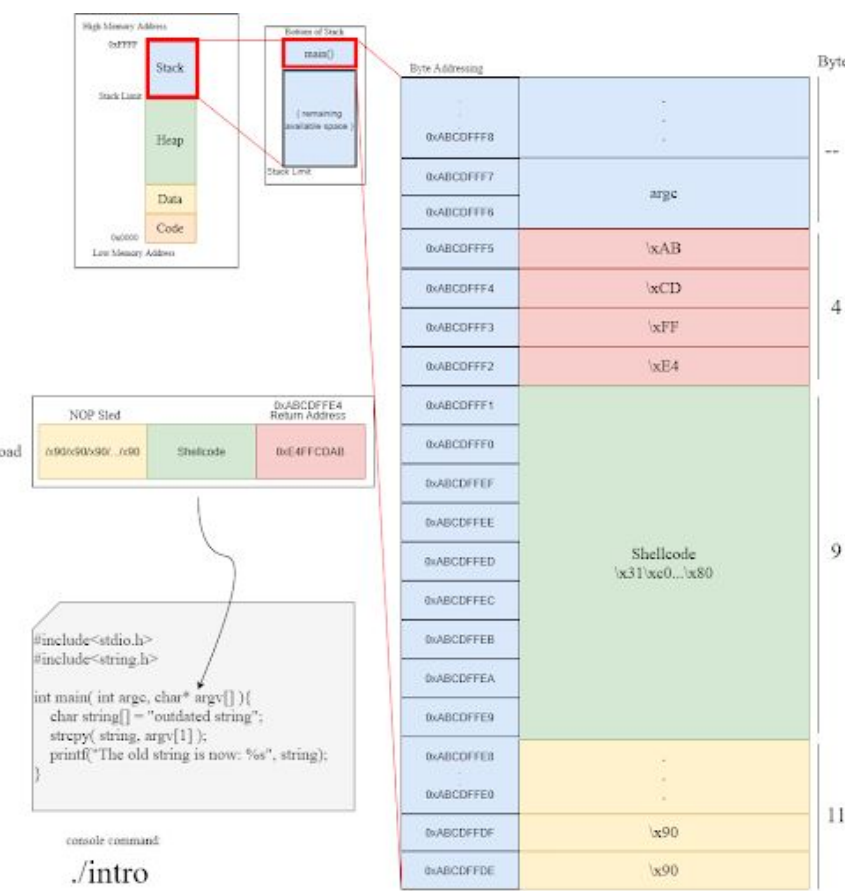 High Memory Address
0xFFFF
Stack
Stack Limit
Heap
Data
Code
0x0000
Low Memory Address
Bottom of Stack
main()
( remaining
available space )
Stack Limit
Byte Addressing
Byte
0xABCDFFF8
--
0xABCDFFF7
argc
0xABCDFFF6
0xABCDFFF5 \xAB
0xABCDFFF4 \xCD
4
0xABCDFFF3 \xFF
0xABCDFFF2 \xE4
0xABCDFFF1
0xABCDFFF0
0xABCDFFEF
0xABCDFFEE
0xABCDFFED
Shellcode
\x31\xc0...\x80
9
0xABCDFFEC
0xABCDFFEB
0xABCDFFEA
0xABCDFFE9
0xABCDFFE8
0xABCDFFE0
11
0xABCDFFDF \x90
0xABCDFFDE \x90
NOP Sled
0xABCDFFE4
Return Address
oad
/x90/x90/x90/.../x90
Shellcode
0xE4FFCDAB
#include<stdio.h>
#include<string.h>
int main( int argc, char* argv[] ){
char string[] = "outdated string";
strcpy( string, argv[1] );
printf("The old string is now: %s", string);
}
console command:
./intro